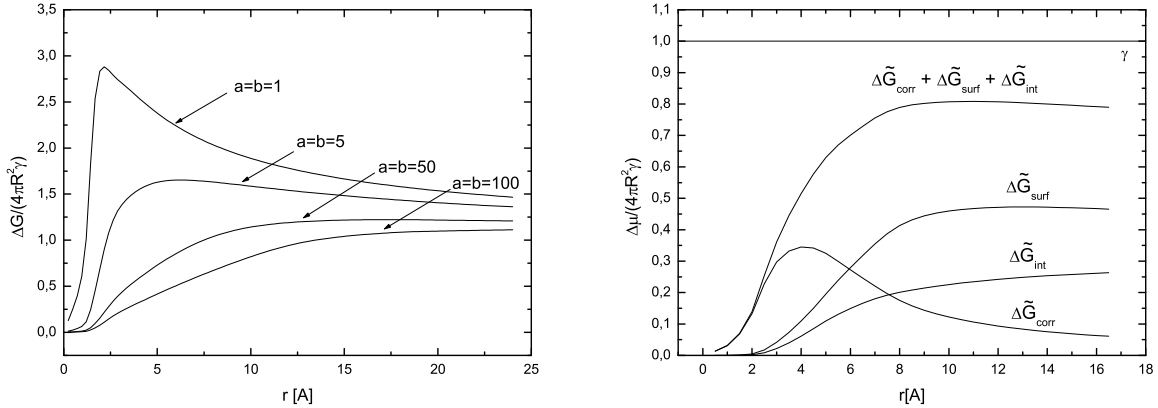 3,5
3,0
2,5
2,0
1,5
1,0
0,5
0,0
ΔG/(4πR²γ)
a=b=1
a=b=5
a=b=50
a=b=100
0 5 10 15 20 25
r [A]
1,1
1,0
0,9
0,8
0,7
0,6
0,5
0,4
0,3
0,2
0,1
0,0
Δμ/(4πR²γ)
γ
ΔG̃corr + ΔG̃surf + ΔG̃int
ΔG̃surf
ΔG̃int
ΔG̃corr
0 2 4 6 8 10 12 14 16 18
r[A]